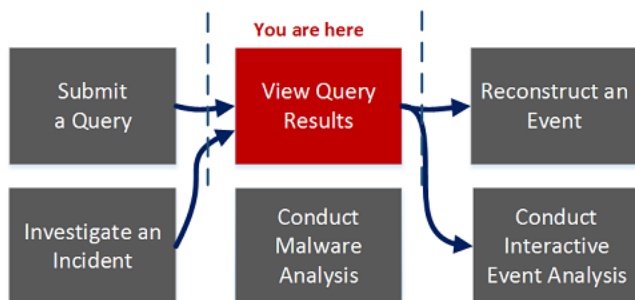 You are here
Submit
a Query
View Query
Results
Reconstruct an
Event
Investigate an
Incident
Conduct
Malware
Analysis
Conduct
Interactive
Event Analysis